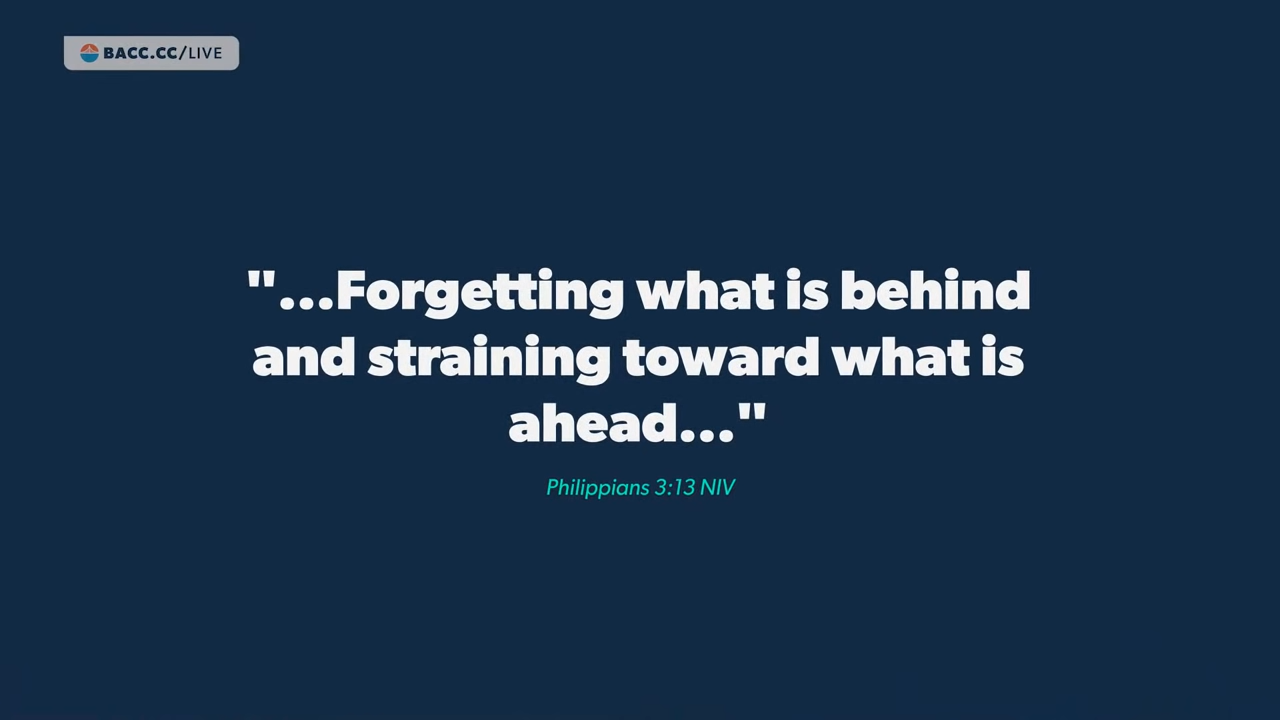 BACC.CC/LIVE
"...Forgetting what is behind
and straining toward what is
ahead..."
Philippians 3:13 NIV